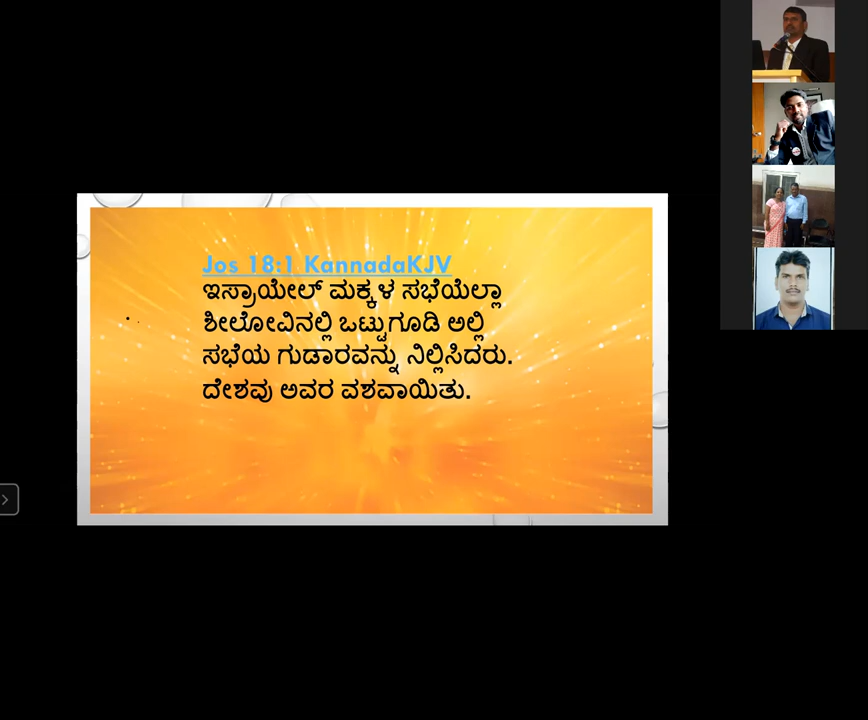 Jos 18:1 KannadaKJV
ಇಸ್ರಾಯೇಲ್ ಮಕ್ಕಳ ಸಭೆಯೆಲ್ಲಾ
ಶೀಲೋವಿನಲ್ಲಿ ಒಟ್ಟುಗೂಡಿ ಅಲ್ಲಿ
ಸಭೆಯ ಗುಡಾರವನ್ನು ನಿಲ್ಲಿಸಿದರು.
ದೇಶವು ಅವರ ವಶವಾಯಿತು.